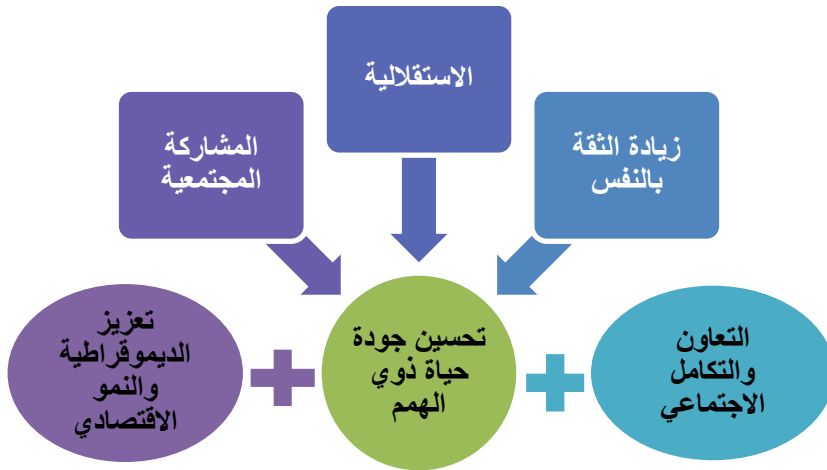 الاستقلالية
زيادة الثقة
بالنفس
المشاركة
المجتمعية
التعاون
والتكامل
الاجتماعي
تحسين جودة
حياة ذوي
الهمم
تعزيز
الديموقراطية
والنمو
الاقتصادي